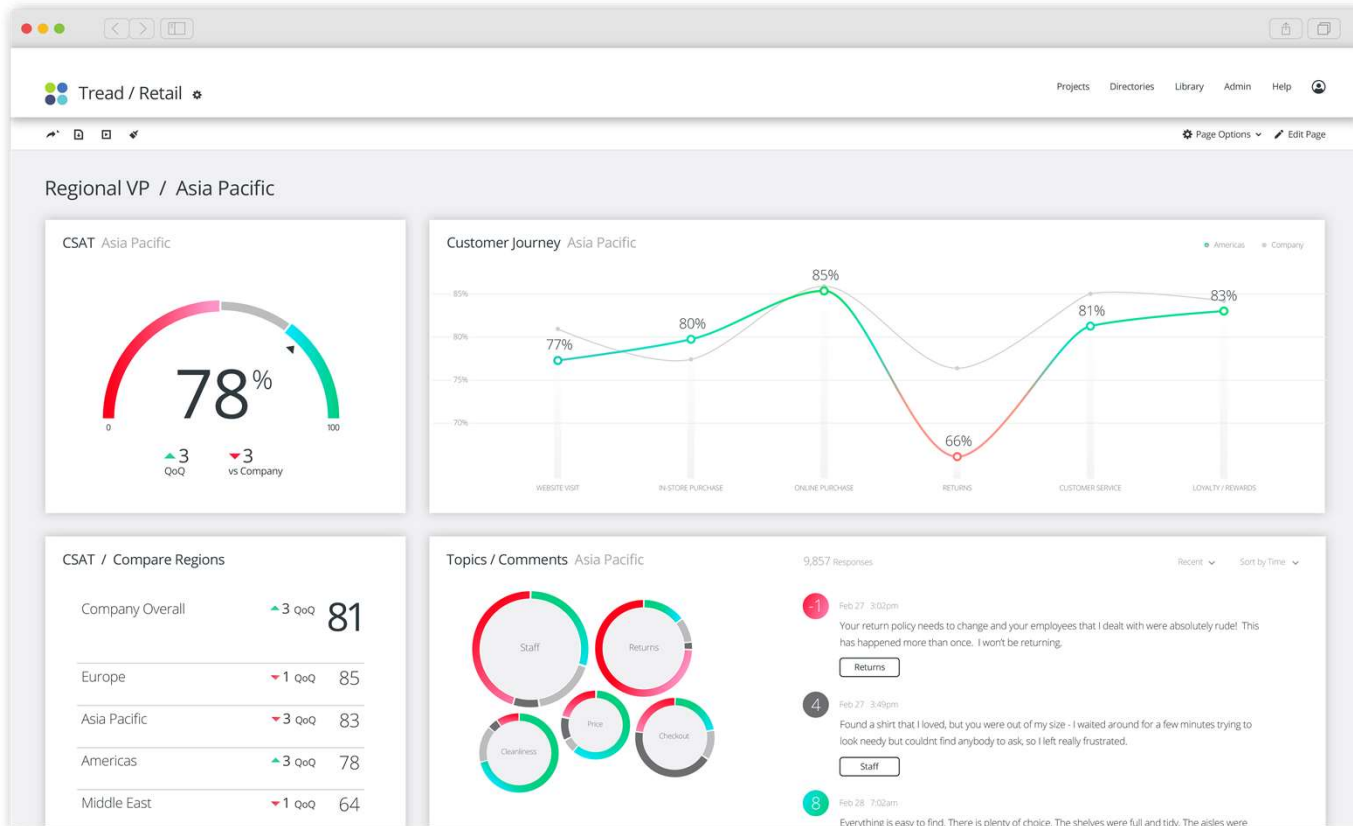 Tread / Retail
Projects Directories Library Admin Help
Page Options Edit Page
Regional VP / Asia Pacific
CSAT Asia Pacific
78%
0 100
3 3
QoQ vs Company
Customer Journey Asia Pacific
Americas Company
85%
80%
75%
70%
77%
80%
85%
66%
81%
83%
WEBSITE VISIT IN-STORE PURCHASE ONLINE PURCHASE RETURNS CUSTOMER SERVICE LOYALTY / REWARDS
CSAT / Compare Regions
Company Overall 3 QoQ 81
Europe 1 QoQ 85
Asia Pacific 3 QoQ 83
Americas 3 QoQ 78
Middle East 1 QoQ 64
Topics / Comments Asia Pacific
Staff
Returns
Price
Checkout
Cleanliness
9,857 Responses Recent Sort by Time
-1 Feb 27 3:02pm
Your return policy needs to change and your employees that I dealt with were absolutely rude! This
has happened more than once. I won't be returning.
Returns
4 Feb 27 3:49pm
Found a shirt that I loved, but you were out of my size - I waited around for a few minutes trying to
look needy but couldnt find anybody to ask, so I left really frustrated.
Staff
8 Feb 28 7:02am
Everything is easy to find. There is plenty of choice. The shelves were full and tidy. The aisles were